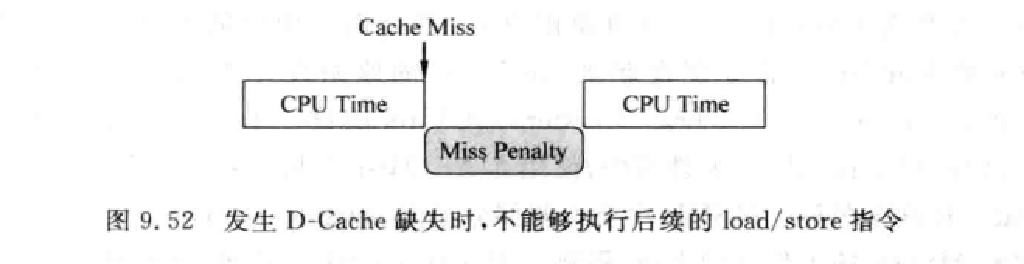 Cache Miss
CPU Time CPU Time
Miss Penalty
图 9.52 发生 D-Cache 缺失时,不能够执行后续的 load/store 指令